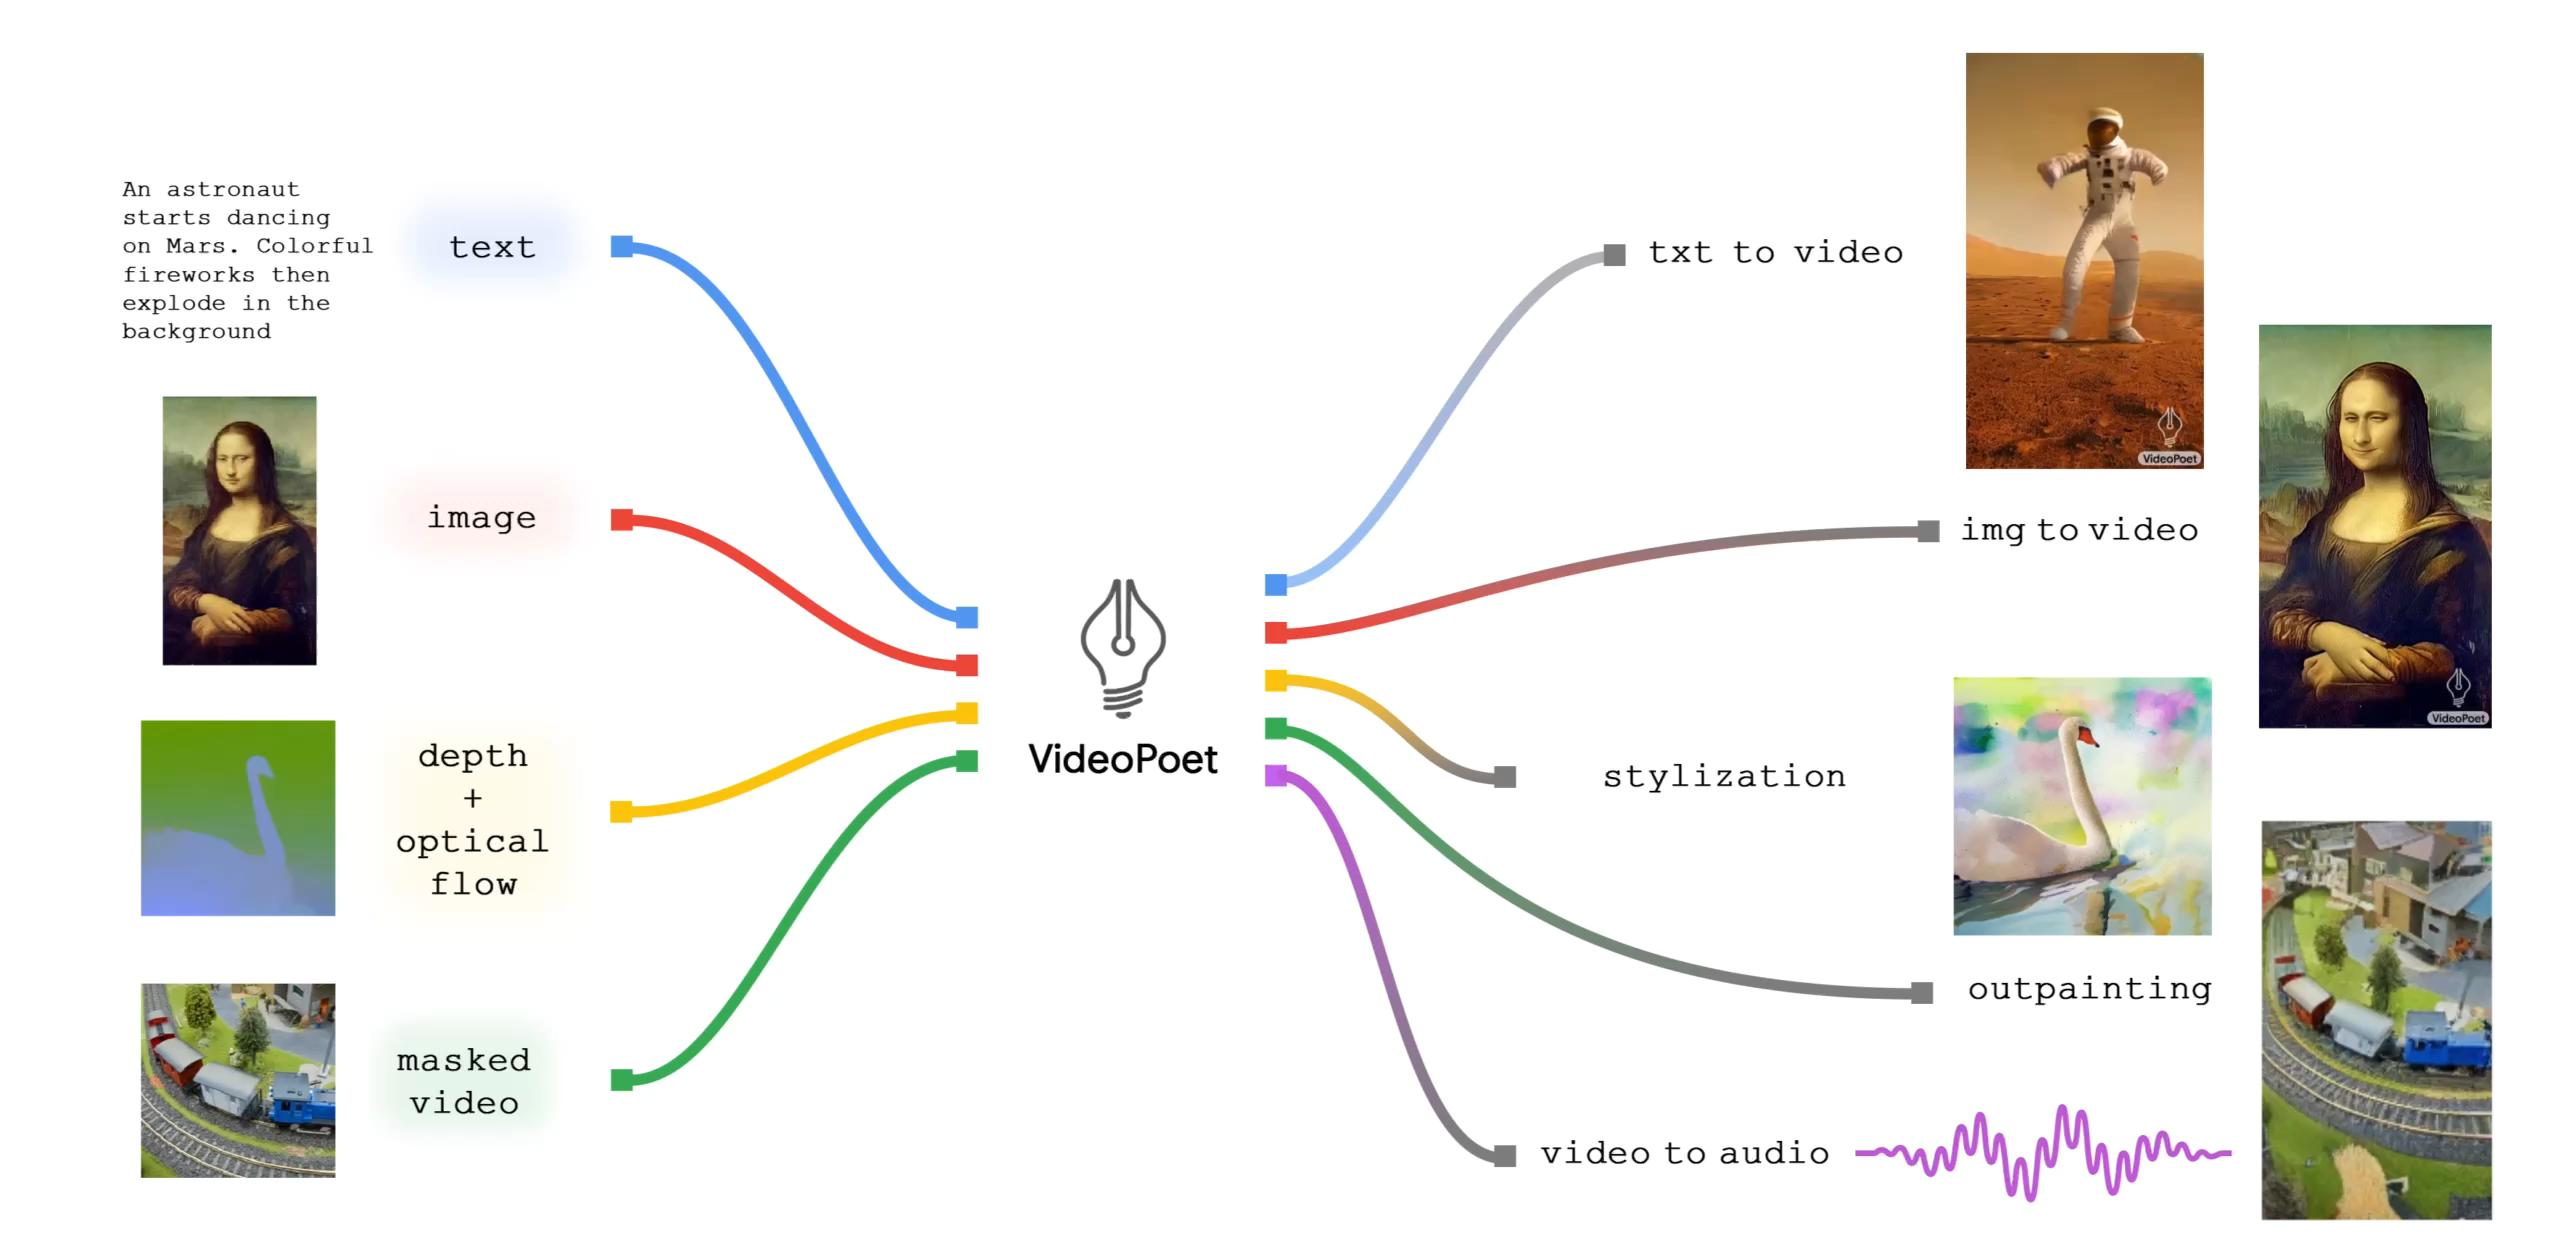 An astronaut
starts dancing
on Mars. Colorful
fireworks then
explode in the
background
text
image
depth
+
optical
flow
masked
video
VideoPoet
txt to video
VideoPoet
img to video
VideoPoet
stylization
outpainting
video to audio